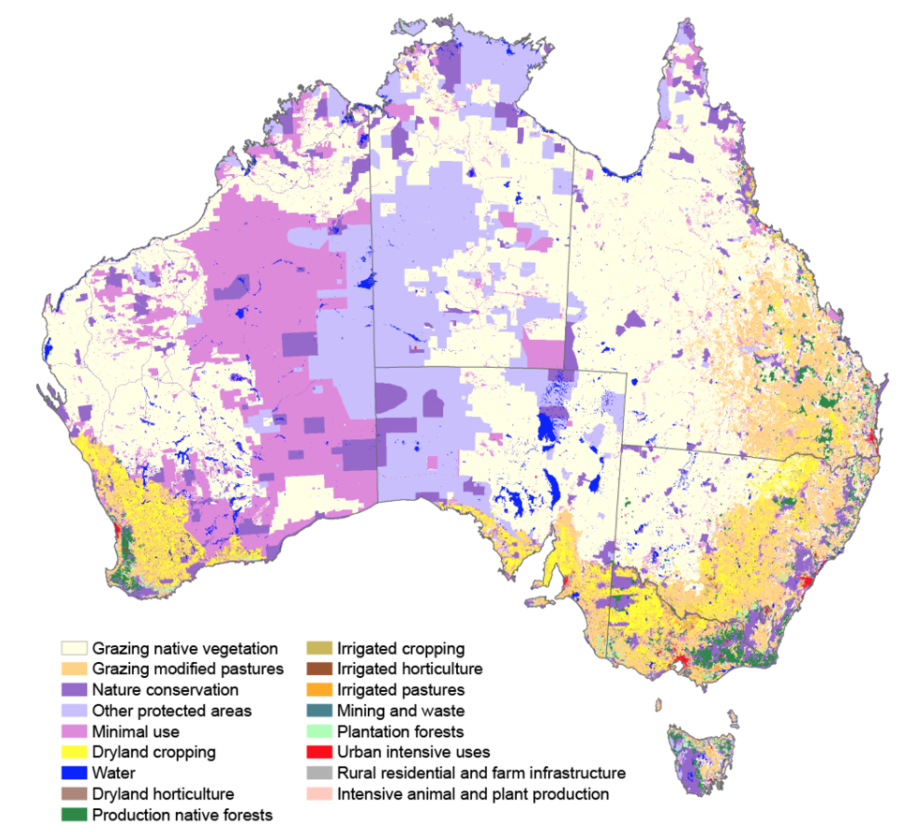 Grazing native vegetation
Grazing modified pastures
Nature conservation
Other protected areas
Minimal use
Dryland cropping
Water
Dryland horticulture
Production native forests
Irrigated cropping
Irrigated horticulture
Irrigated pastures
Mining and waste
Plantation forests
Urban intensive uses
Rural residential and farm infrastructure
Intensive animal and plant production